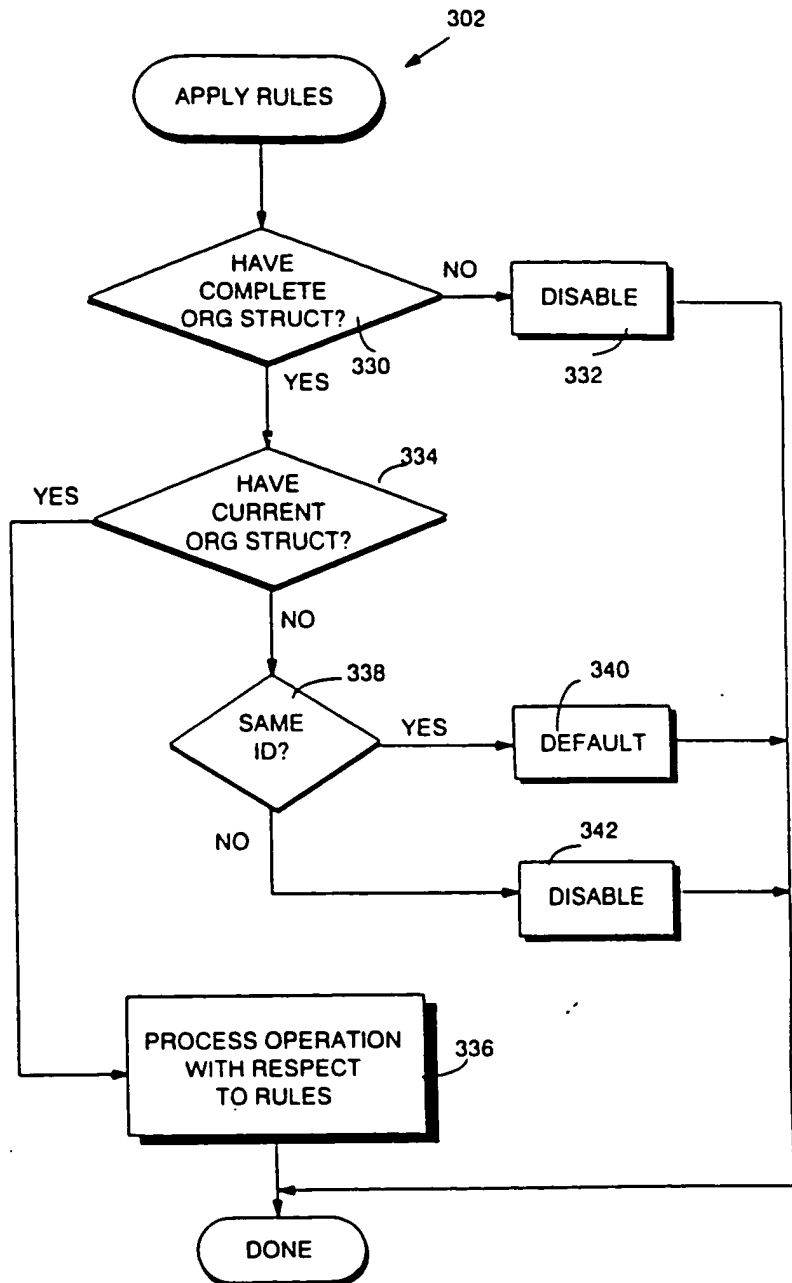 302
APPLY RULES
HAVE
COMPLETE
ORG STRUCT?
330
NO
DISABLE
332
YES
334
HAVE
CURRENT
ORG STRUCT?
YES
NO
338
SAME
ID?
YES
340
DEFAULT
NO
342
DISABLE
PROCESS OPERATION
WITH RESPECT
TO RULES
336
DONE